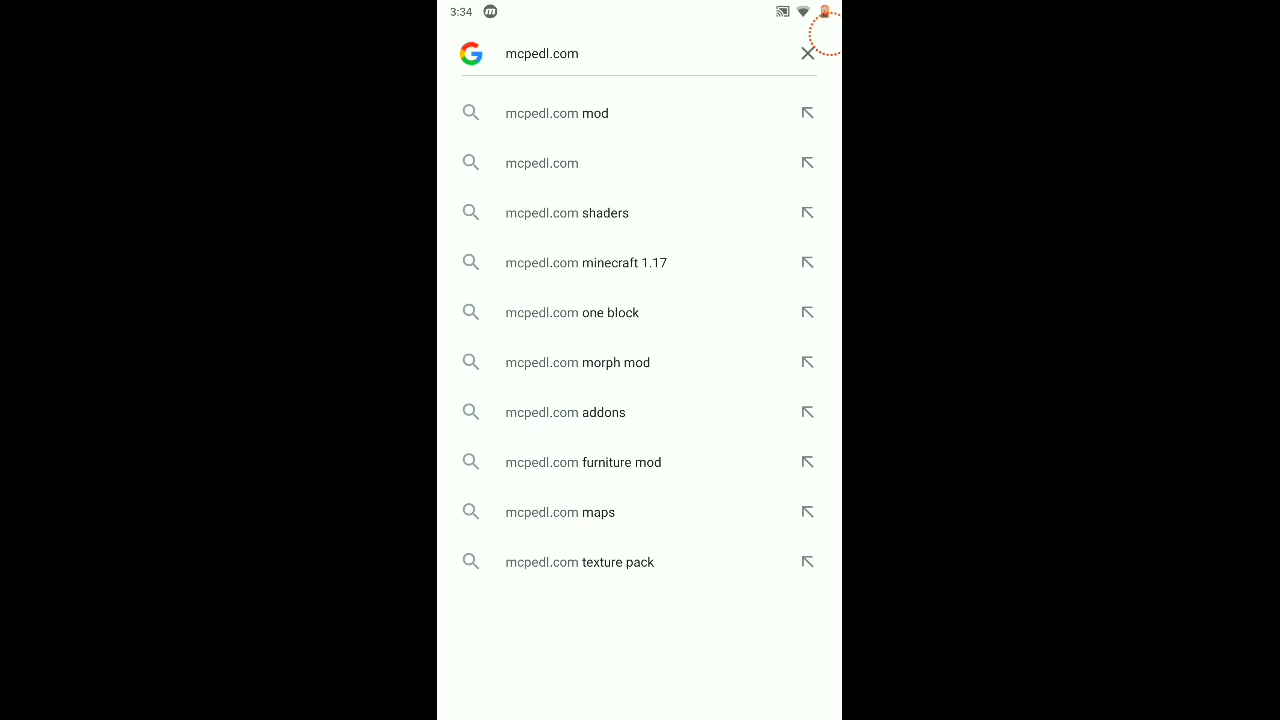 3:34
mcpedl.com
mcpedl.com mod
mcpedl.com
mcpedl.com shaders
mcpedl.com minecraft 1.17
mcpedl.com one block
mcpedl.com morph mod
mcpedl.com addons
mcpedl.com furniture mod
mcpedl.com maps
mcpedl.com texture pack